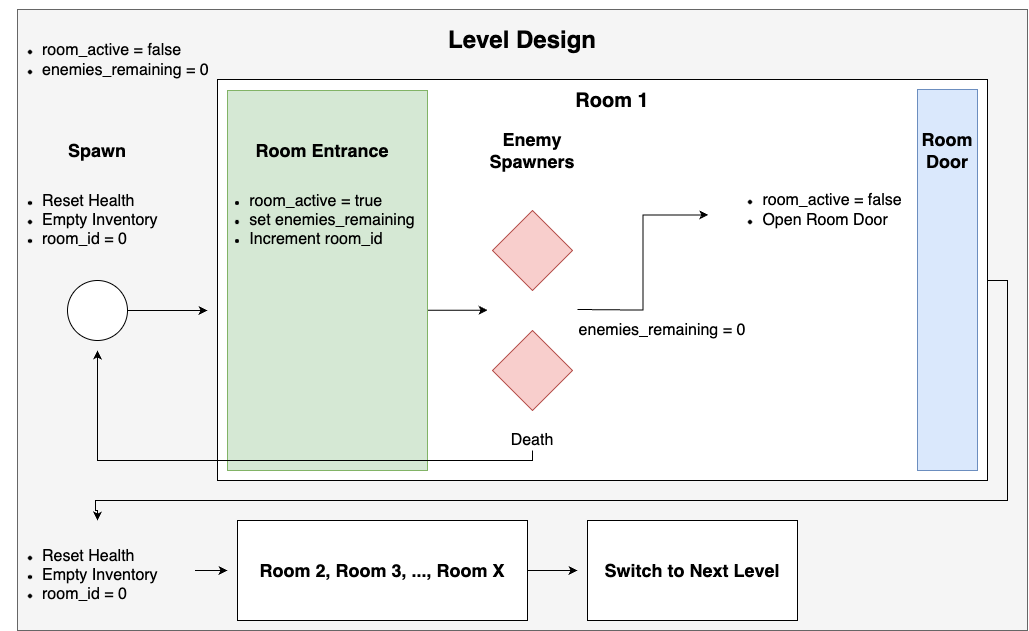 Level Design
room_active = false
enemies_remaining = 0
Room 1
Spawn
Reset Health
Empty Inventory
room_id = 0
Room Entrance
room_active = true
set enemies_remaining
Increment room_id
Enemy
Spawners
enemies_remaining = 0
Death
room_active = false
Open Room Door
Room
Door
Reset Health
Empty Inventory
room_id = 0
Room 2, Room 3, ..., Room X
Switch to Next Level